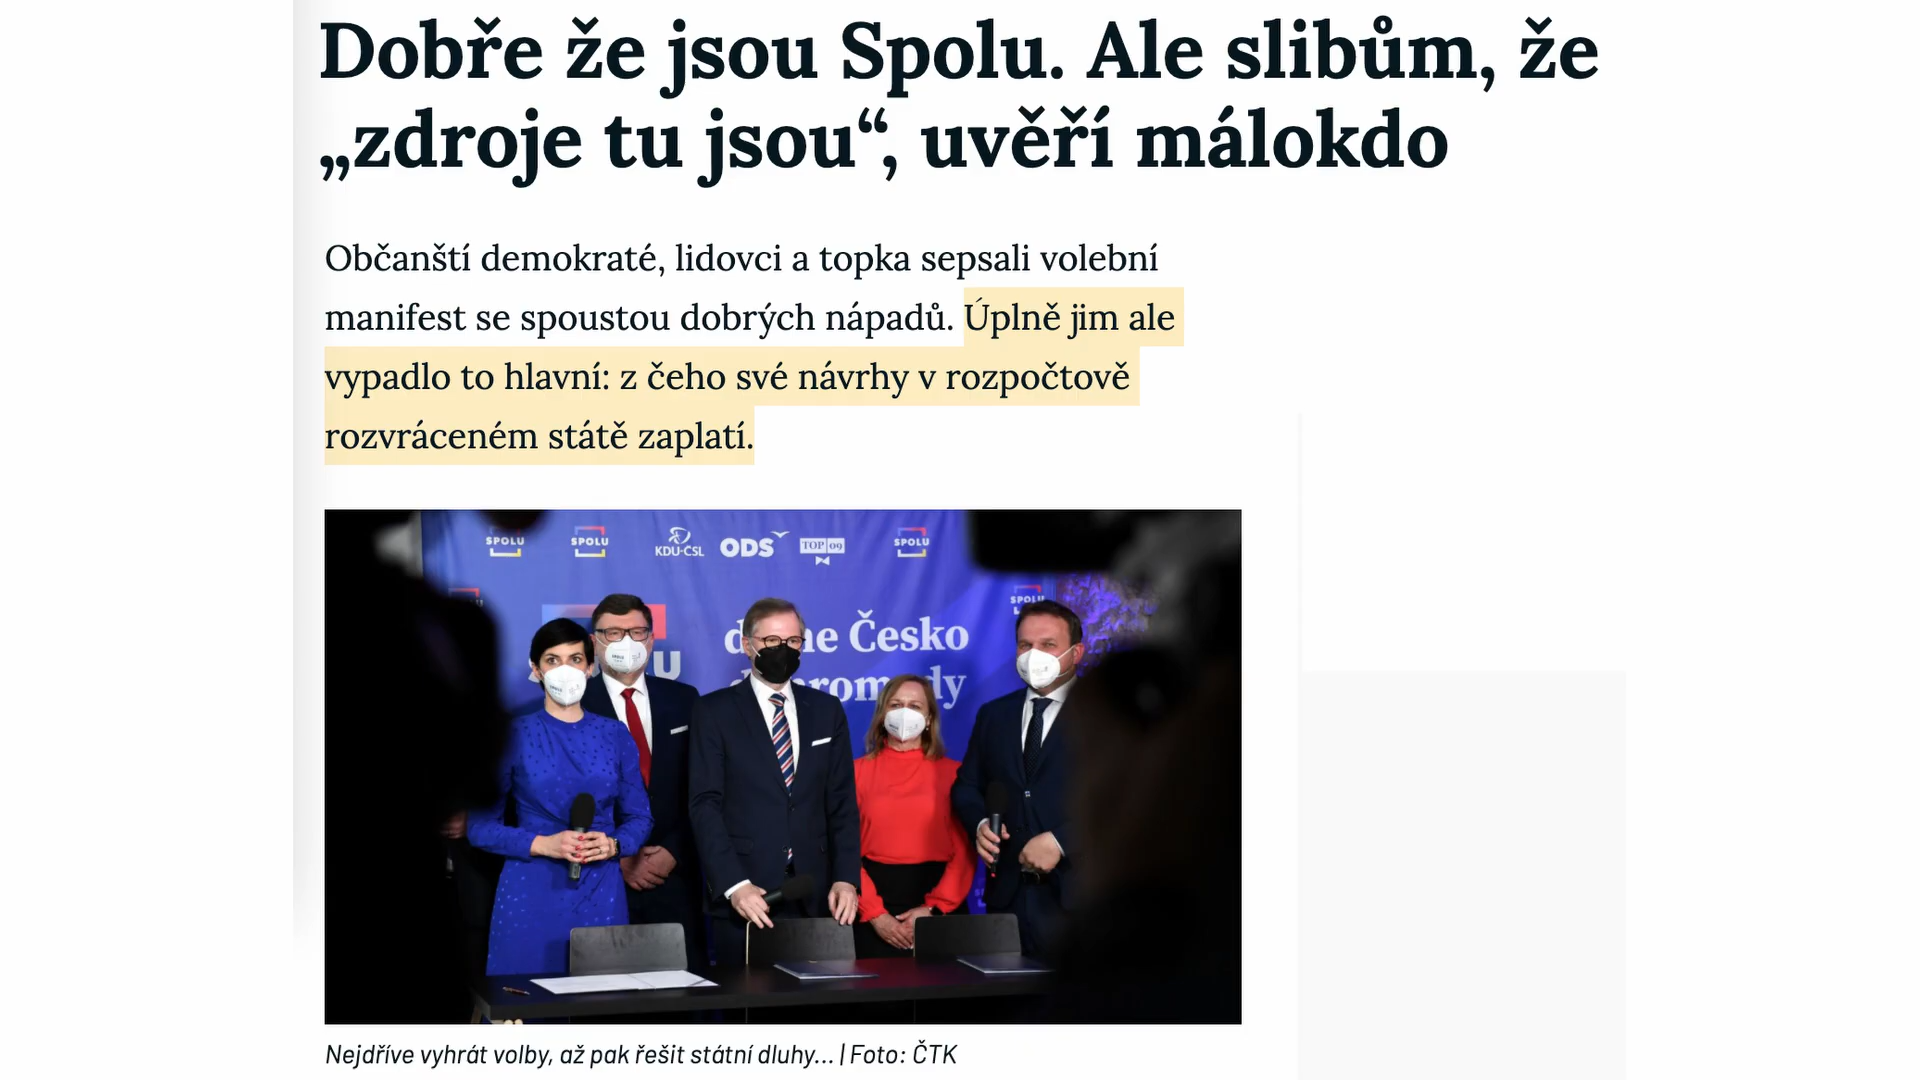 Dobře že jsou Spolu. Ale slibům, že
„zdroje tu jsou“, uvěří málokdo
Občanští demokraté, lidovci a topka sepsali volební
manifest se spoustou dobrých nápadů. Úplně jim ale
vypadlo to hlavní: z čeho své návrhy v rozpočtově
rozvráceném státě zaplatí.
SPOLU
SPOLU
KDU-ČSL
ODS
TOP 09
SPOLU
SPOLU
Česko
Nejdříve vyhrát volby, až pak řešit státní dluhy... | Foto: ČTK